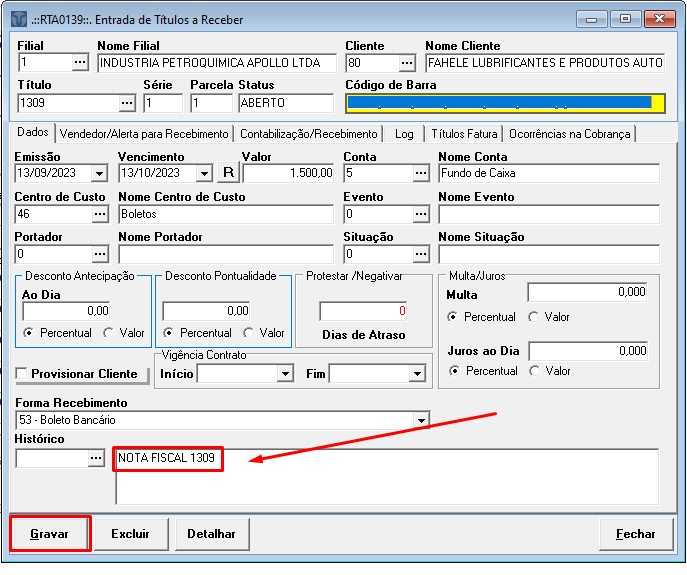 .::RTA0139::. Entrada de Títulos a Receber
Filial Nome Filial Cliente Nome Cliente
1 ... INDUSTRIA PETROQUIMICA APOLLO LTDA 80 ... FAHELE LUBRIFICANTES E PRODUTOS AUTO
Título Série Parcela Status Código de Barra
1309 ... 1 1 ABERTO
Dados Vendedor/Alerta para Recebimento Contabilização/Recebimento Log Títulos Fatura Ocorrências na Cobrança
Emissão Vencimento Valor Conta Nome Conta
13/09/2023 13/10/2023 R 1.500,00 5 ... Fundo de Caixa
Centro de Custo Nome Centro de Custo Evento Nome Evento
46 ... Boletos 0 ...
Portador Nome Portador Situação Nome Situação
0 ... 0 ...
Desconto Antecipação Desconto Pontualidade Protestar /Negativar Multa/Juros
Ao Dia Multa 0,000
0,00 0,00 0
Percentual Valor Percentual Valor Dias de Atraso Percentual Valor
Juros ao Dia 0,000
Vigência Contrato
Provisionar Cliente Início Fim Percentual Valor
Forma Recebimento
53 - Boleto Bancário
Histórico
... NOTA FISCAL 1309
Gravar Excluir Detalhar Fechar